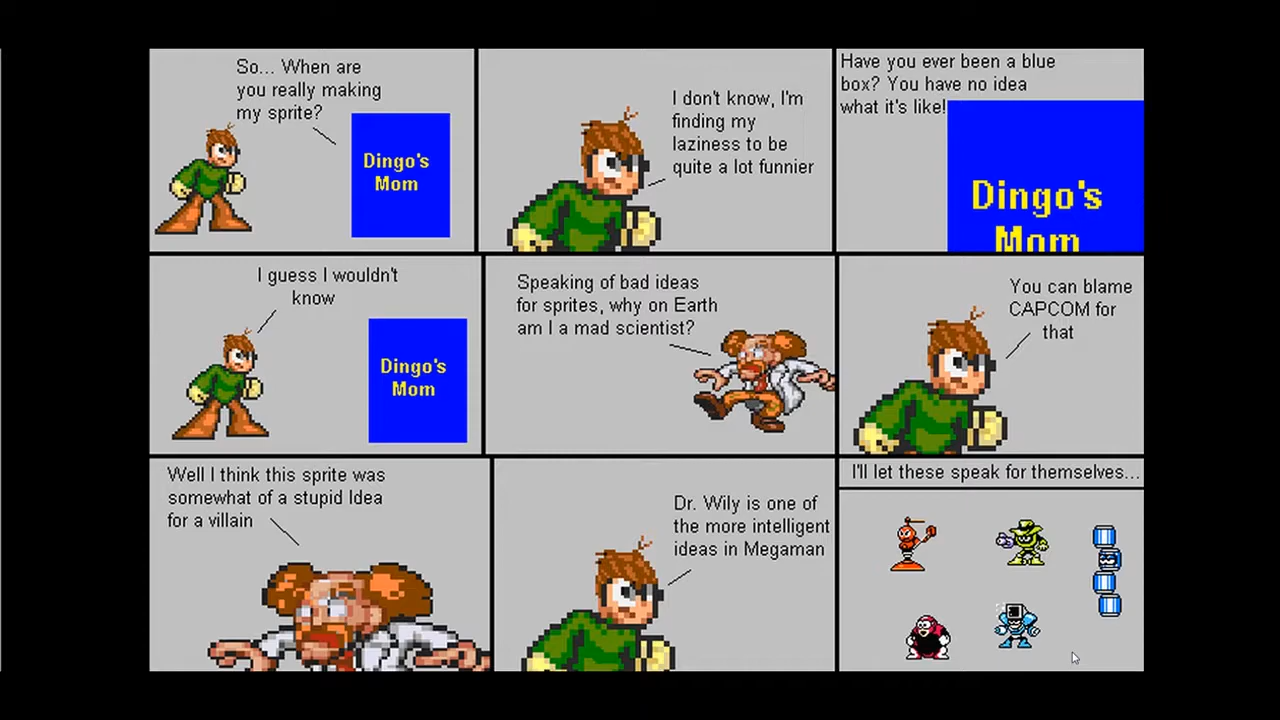 So... When are
you really making
my sprite?
Dingo's
Mom
I don't know, I'm
finding my
laziness to be
quite a lot funnier
Have you ever been a blue
box? You have no idea
what it's like!
Dingo's
Mom
I guess I wouldn't
know
Dingo's
Mom
Speaking of bad ideas
for sprites, why on Earth
am I a mad scientist?
You can blame
CAPCOM for
that
Well I think this sprite was
somewhat of a stupid Idea
for a villain
Dr. Wily is one of
the more intelligent
ideas in Megaman
I'll let these speak for themselves...